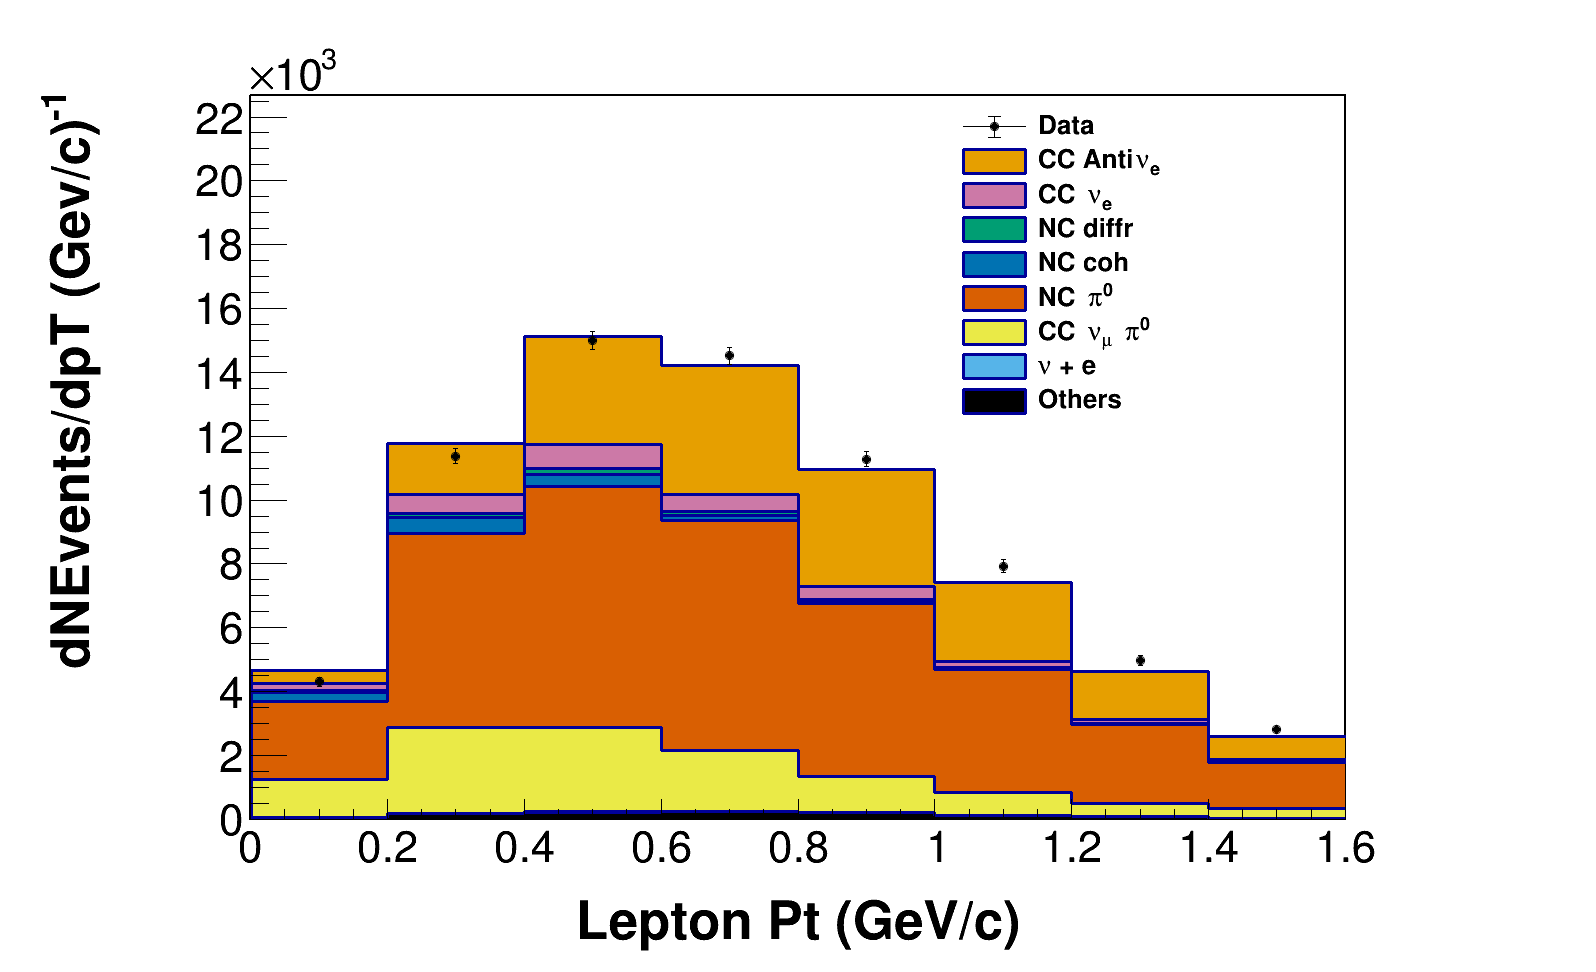 ×10³
dNEvents/dpT (Gev/c)⁻¹
22
20
18
16
14
12
10
8
6
4
2
0
Data
CC Anti νₑ
CC νₑ
NC diffr
NC coh
NC π⁰
CC ν_μ π⁰
ν + e
Others
0 0.2 0.4 0.6 0.8 1 1.2 1.4 1.6
Lepton Pt (GeV/c)